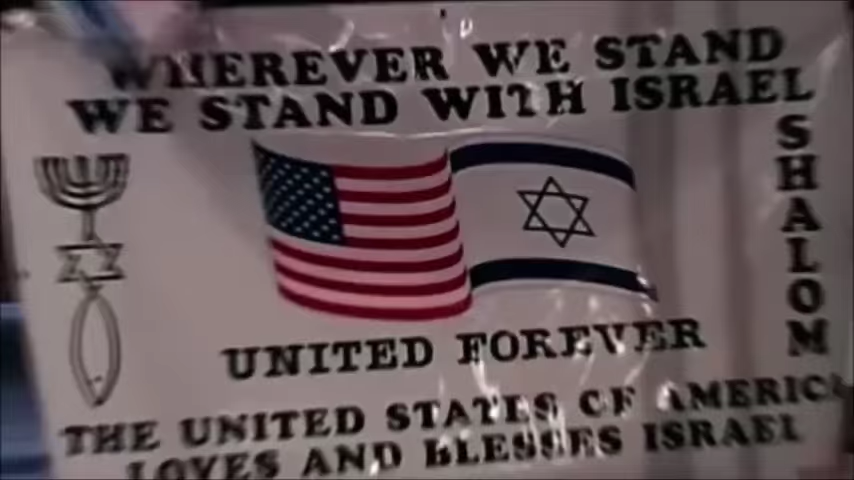 WHEREVER WE STAND
WE STAND WITH ISRAEL
SHALOM
UNITED FOREVER
THE UNITED STATES OF AMERICA
LOVES AND BLESSES ISRAEL